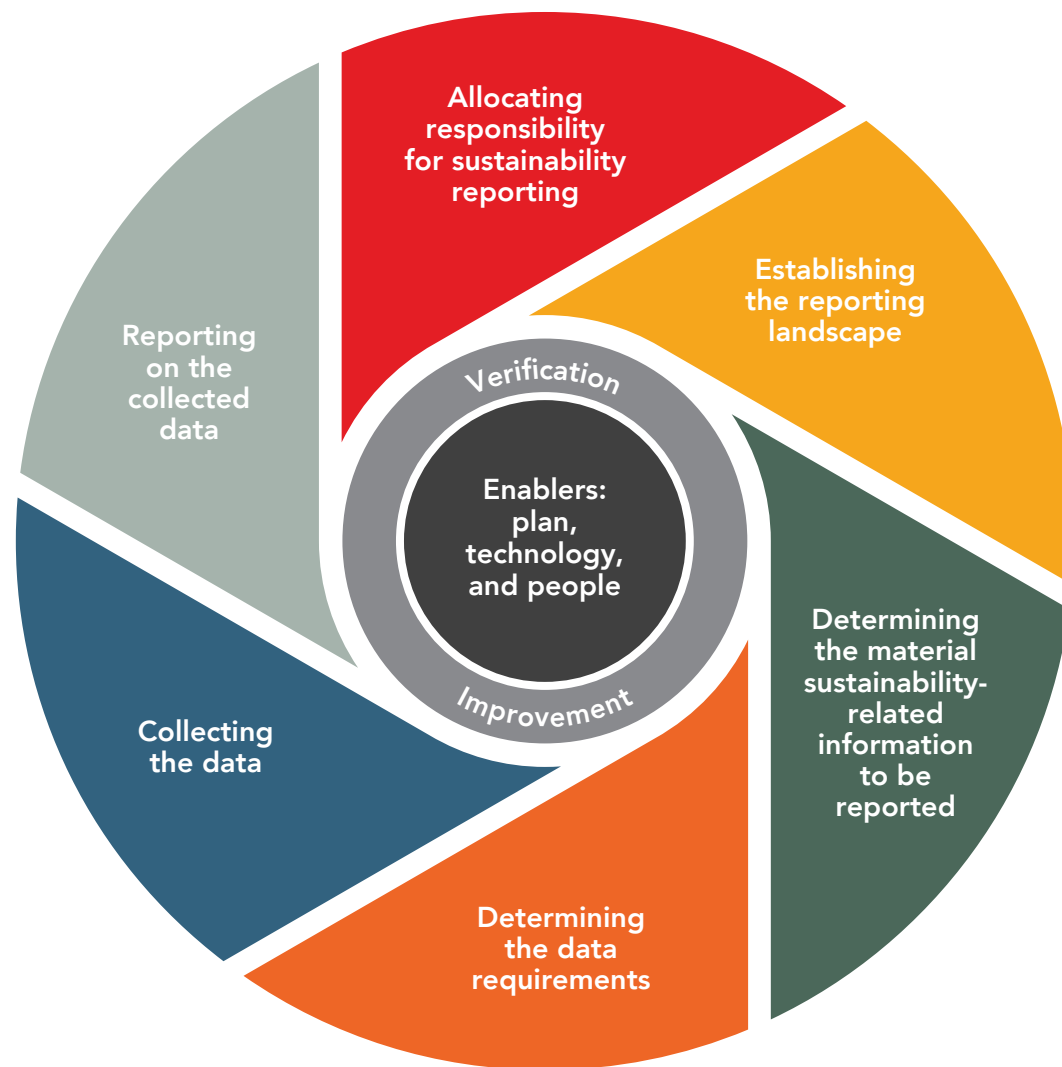 Allocating
responsibility
for sustainability
reporting
Establishing
the reporting
landscape
Determining
the material
sustainability-
related
information
to be
reported
Determining
the data
requirements
Collecting
the data
Reporting
on the
collected
data
Verification
Enablers:
plan,
technology,
and people
Improvement